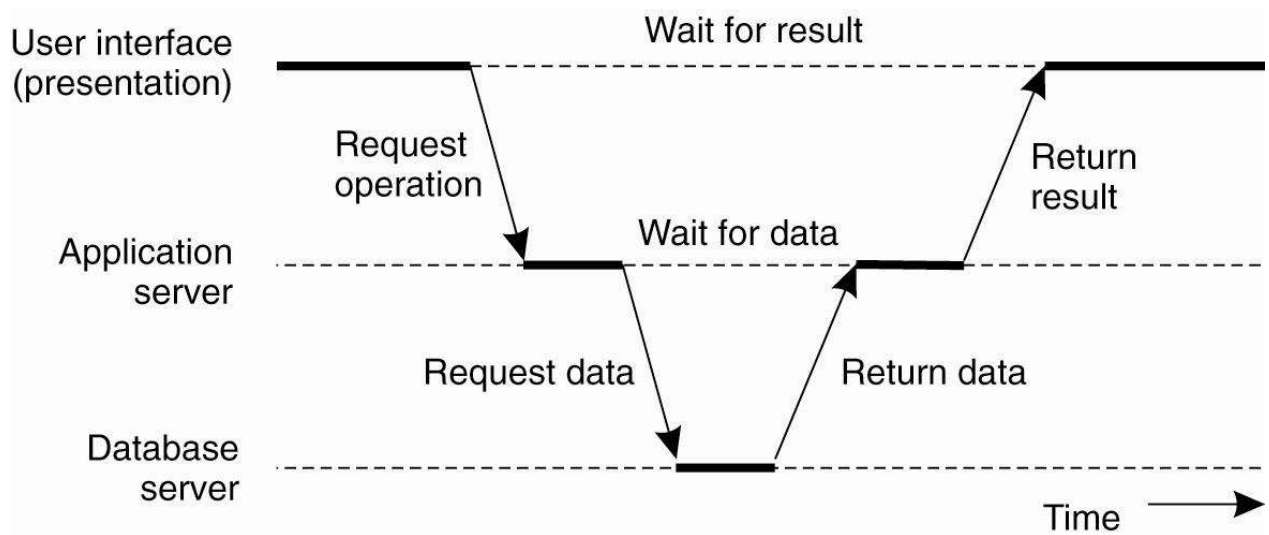 User interface
(presentation)
Wait for result
Request
operation
Return
result
Application
server
Wait for data
Request data
Return data
Database
server
Time